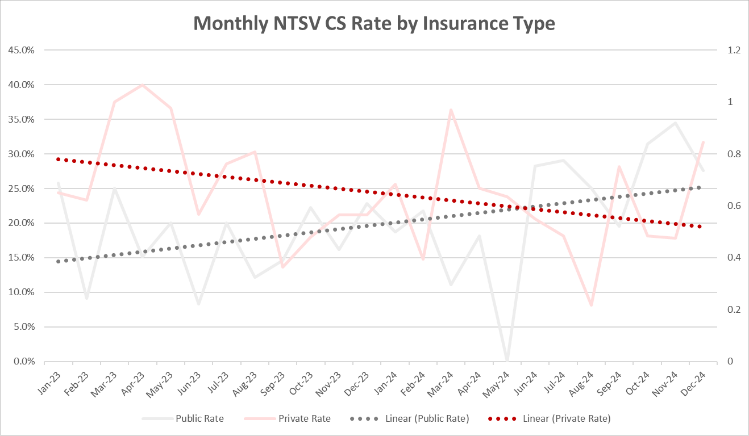 Monthly NTSV CS Rate by Insurance Type
45.0%
40.0%
35.0%
30.0%
25.0%
20.0%
15.0%
10.0%
5.0%
0.0%
1.2
1
0.8
0.6
0.4
0.2
0
Jan-23
Feb-23
Mar-23
Apr-23
May-23
Jun-23
Jul-23
Aug-23
Sep-23
Oct-23
Nov-23
Dec-23
Jan-24
Feb-24
Mar-24
Apr-24
May-24
Jun-24
Jul-24
Aug-24
Sep-24
Oct-24
Nov-24
Dec-24
Public Rate Private Rate Linear (Public Rate) Linear (Private Rate)